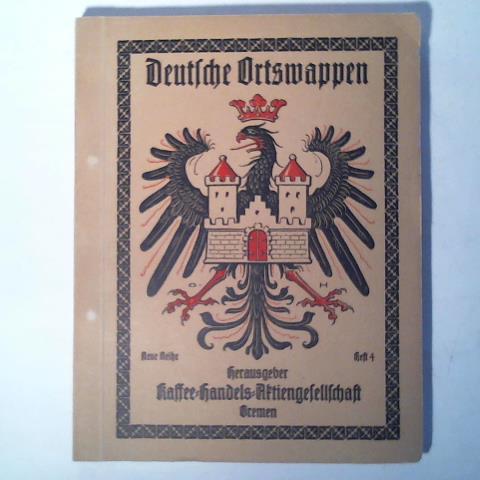 Deutsche Ortswappen
O H
Neue Reihe Heft 4
Herausgeber
Kaffee-Handels-Aktiengesellschaft
Bremen